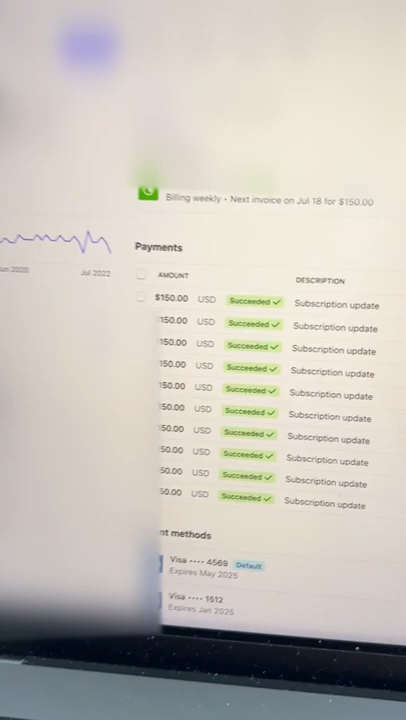 Billing weekly • Next invoice on Jul 18 for $150.00
Payments
2020 Jul 2022
AMOUNT DESCRIPTION
$150.00 USD Succeeded ✓ Subscription update
150.00 USD Succeeded ✓ Subscription update
150.00 USD Succeeded ✓ Subscription update
150.00 USD Succeeded ✓ Subscription update
150.00 USD Succeeded ✓ Subscription update
150.00 USD Succeeded ✓ Subscription update
50.00 USD Succeeded ✓ Subscription update
50.00 USD Succeeded ✓ Subscription update
50.00 USD Succeeded ✓ Subscription update
50.00 USD Succeeded ✓ Subscription update
nt methods
Visa •••• 4569 Default
Expires May 2025
Visa •••• 1512
Expires Jan 2025